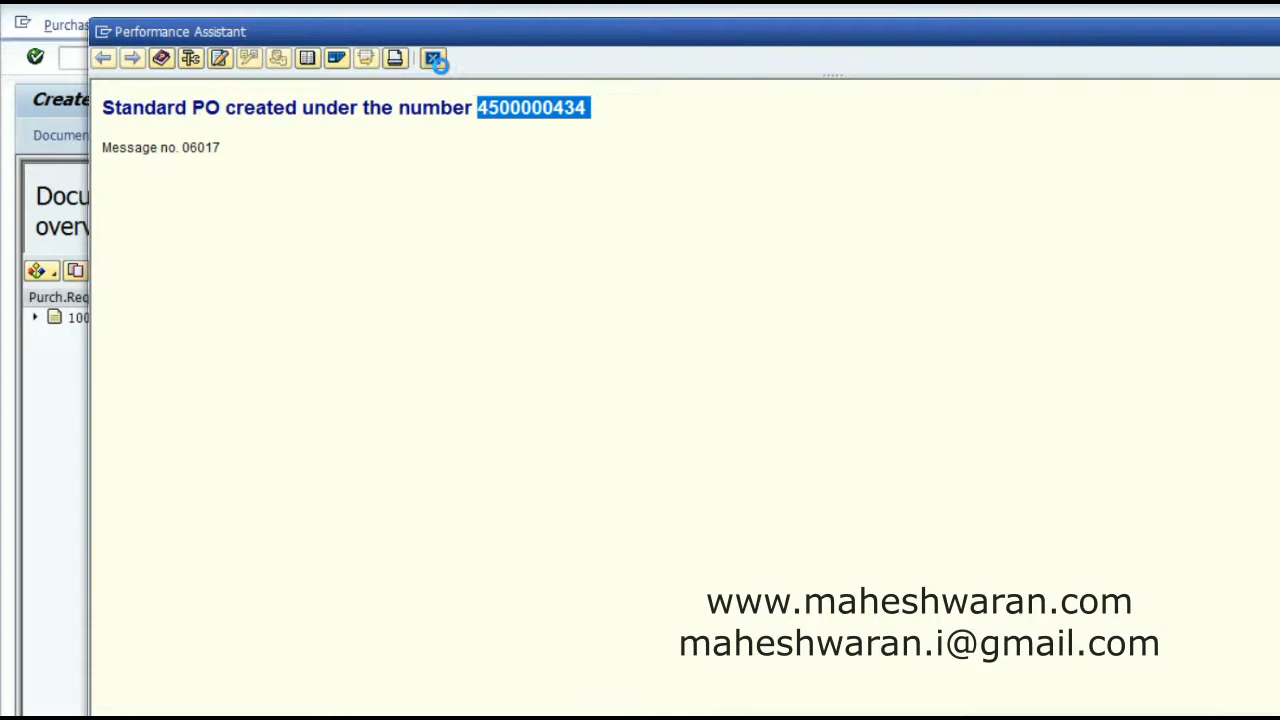 Purchas
Performance Assistant
Create
Documen
Standard PO created under the number 4500000434
Message no. 06017
Docu
overv
Purch.Req
100
www.maheshwaran.com
maheshwaran.i@gmail.com